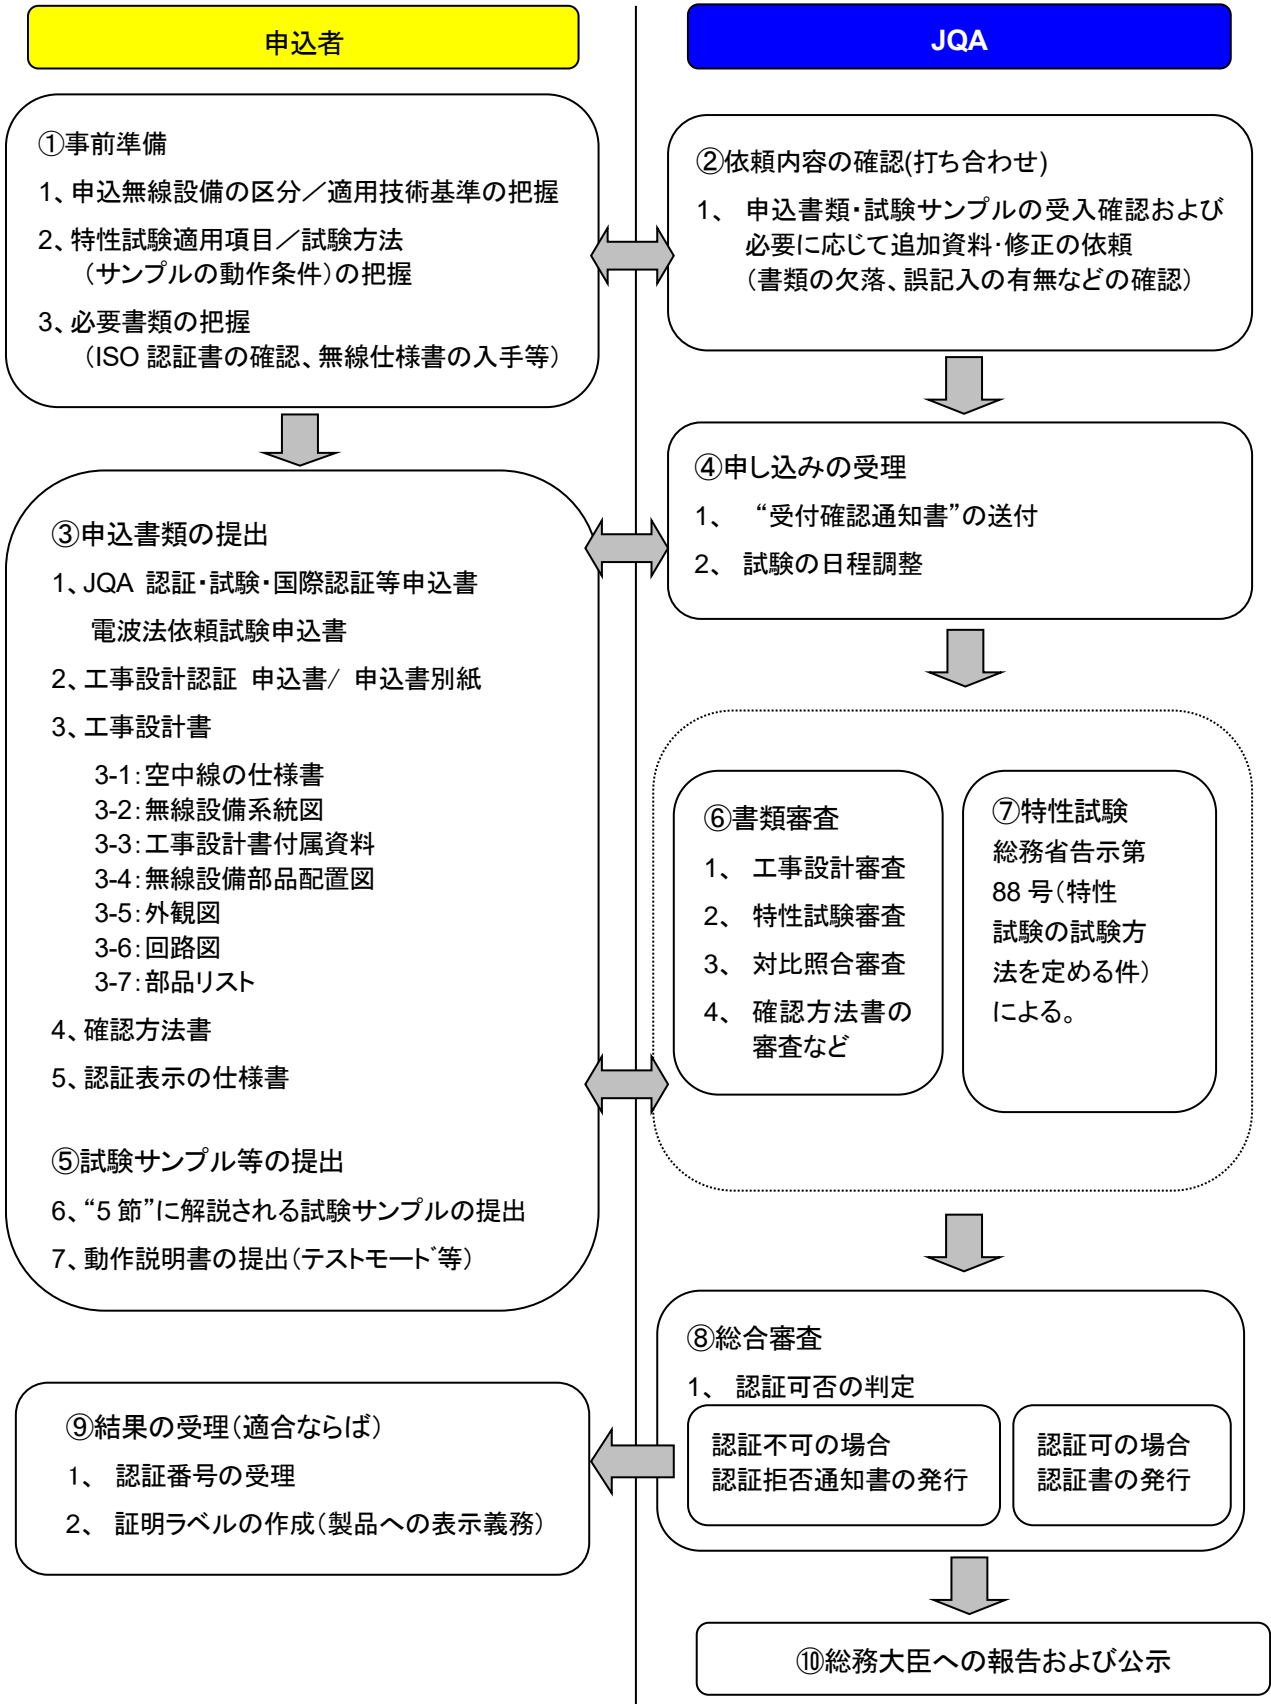 申込者
JQA
①事前準備
1、申込無線設備の区分／適用技術基準の把握
2、特性試験適用項目／試験方法
（サンプルの動作条件）の把握
3、必要書類の把握
（ISO 認証書の確認、無線仕様書の入手等）
②依頼内容の確認(打ち合わせ)
1、 申込書類・試験サンプルの受入確認および
必要に応じて追加資料・修正の依頼
（書類の欠落、誤記入の有無などの確認）
③申込書類の提出
1、JQA 認証・試験・国際認証等申込書
電波法依頼試験申込書
2、工事設計認証 申込書/ 申込書別紙
3、工事設計書
3-1：空中線の仕様書
3-2：無線設備系統図
3-3：工事設計書付属資料
3-4：無線設備部品配置図
3-5：外観図
3-6：回路図
3-7：部品リスト
4、確認方法書
5、認証表示の仕様書
④申し込みの受理
1、 “受付確認通知書”の送付
2、 試験の日程調整
⑤試験サンプル等の提出
6、“5 節”に解説される試験サンプルの提出
7、動作説明書の提出（テストモード等）
⑥書類審査
1、 工事設計審査
2、 特性試験審査
3、 対比照合審査
4、 確認方法書の
審査など
⑦特性試験
総務省告示第
88 号（特性
試験の試験方
法を定める件）
による。
⑧総合審査
1、 認証可否の判定
認証不可の場合
認証拒否通知書の発行
認証可の場合
認証書の発行
⑨結果の受理（適合ならば）
1、 認証番号の受理
2、 証明ラベルの作成（製品への表示義務）
⑩総務大臣への報告および公示